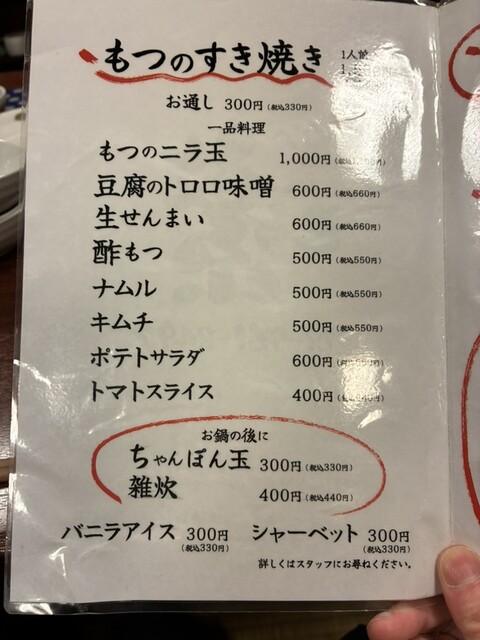 もつのすき焼き 1人前
お通し 300円(税込330円)
一品料理
もつのニラ玉 1,000円
豆腐のトロロ味噌 600円(税込660円)
生せんまい 600円(税込660円)
酢もつ 500円(税込550円)
ナムル 500円(税込550円)
キムチ 500円(税込550円)
ポテトサラダ 600円
トマトスライス 400円
お鍋の後に
ちゃんぽん玉 300円(税込330円)
雑炊 400円(税込440円)
バニラアイス 300円 シャーベット 300円
(税込330円) (税込330円)
詳しくはスタッフにお尋ねください。